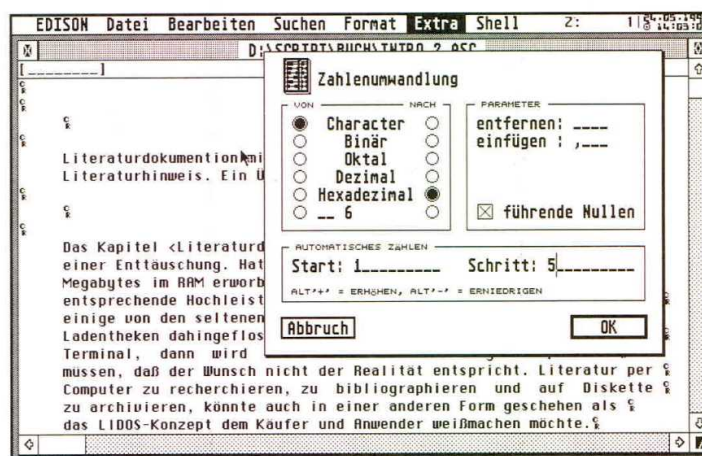 EDISON Datei Bearbeiten Suchen Format Extra Shell Z: 1
D:\SCRIPT\BUCH\INTRO_2.ASC
[_________]
Zahlenumwandlung
VON NACH
Character
Binär
Oktal
Dezimal
Hexadezimal
__ 6
PARAMETER
entfernen: ____
einfügen : ,___
führende Nullen
AUTOMATISCHES ZÄHLEN
Start: 1_________ Schritt: 5_________
ALT'+' = ERHÖHEN, ALT'-' = ERNIEDRIGEN
Abbruch OK
Literaturdokumention mi
Literaturhinweis. Ein Ü
Das Kapitel <Literaturd
einer Enttäuschung. Hat
Megabytes im RAM erworb
entsprechende Hochleist
einige von den seltenen
Ladentheken dahingeflos
Terminal, dann wird
müssen, daß der Wunsch nicht der Realität entspricht. Literatur per
Computer zu recherchieren, zu bibliographieren und auf Diskette
zu archivieren, könnte auch in einer anderen Form geschehen als
das LIDOS-Konzept dem Käufer und Anwender weißmachen möchte.